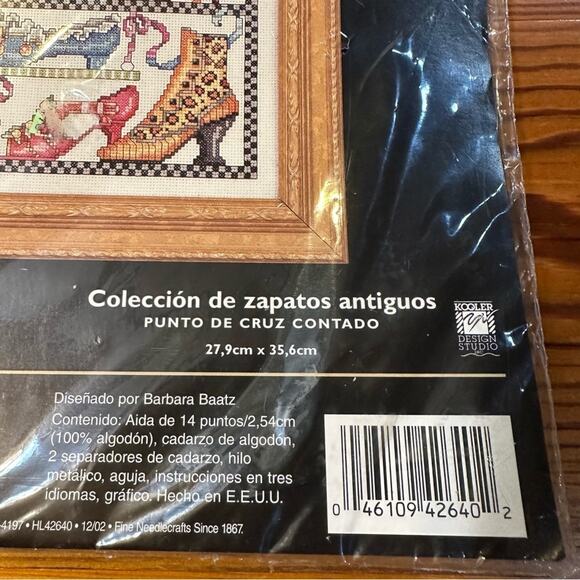 Colección de zapatos antiguos
PUNTO DE CRUZ CONTADO
27,9cm x 35,6cm
KOOLER
DESIGN
STUDIO
Diseñado por Barbara Baatz
Contenido: Aida de 14 puntos/2,54cm
(100% algodón), cadarzo de algodón,
2 separadores de cadarzo, hilo
metálico, aguja, instrucciones en tres
idiomas, gráfico. Hecho en E.E.U.U.
0 46109 42640 2
-4197 • HL42640 • 12/02 • Fine Needlecrafts Since 1867.